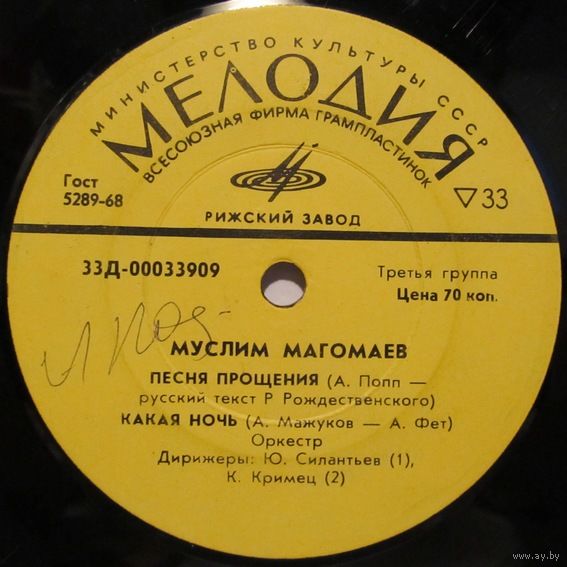 МИНИСТЕРСТВО КУЛЬТУРЫ СССР
МЕЛОДИЯ
ВСЕСОЮЗНАЯ ФИРМА ГРАМПЛАСТИНОК
Гост
5289-68
33
РИЖСКИЙ ЗАВОД
33Д-00033909
Третья группа
Цена 70 коп.
МУСЛИМ МАГОМАЕВ
ПЕСНЯ ПРОЩЕНИЯ (А. Попп —
русский текст Р Рождественского)
КАКАЯ НОЧЬ (А. Мажуков — А. Фет)
Оркестр
Дирижеры: Ю. Силантьев (1),
К. Кримец (2)
www.ay.by